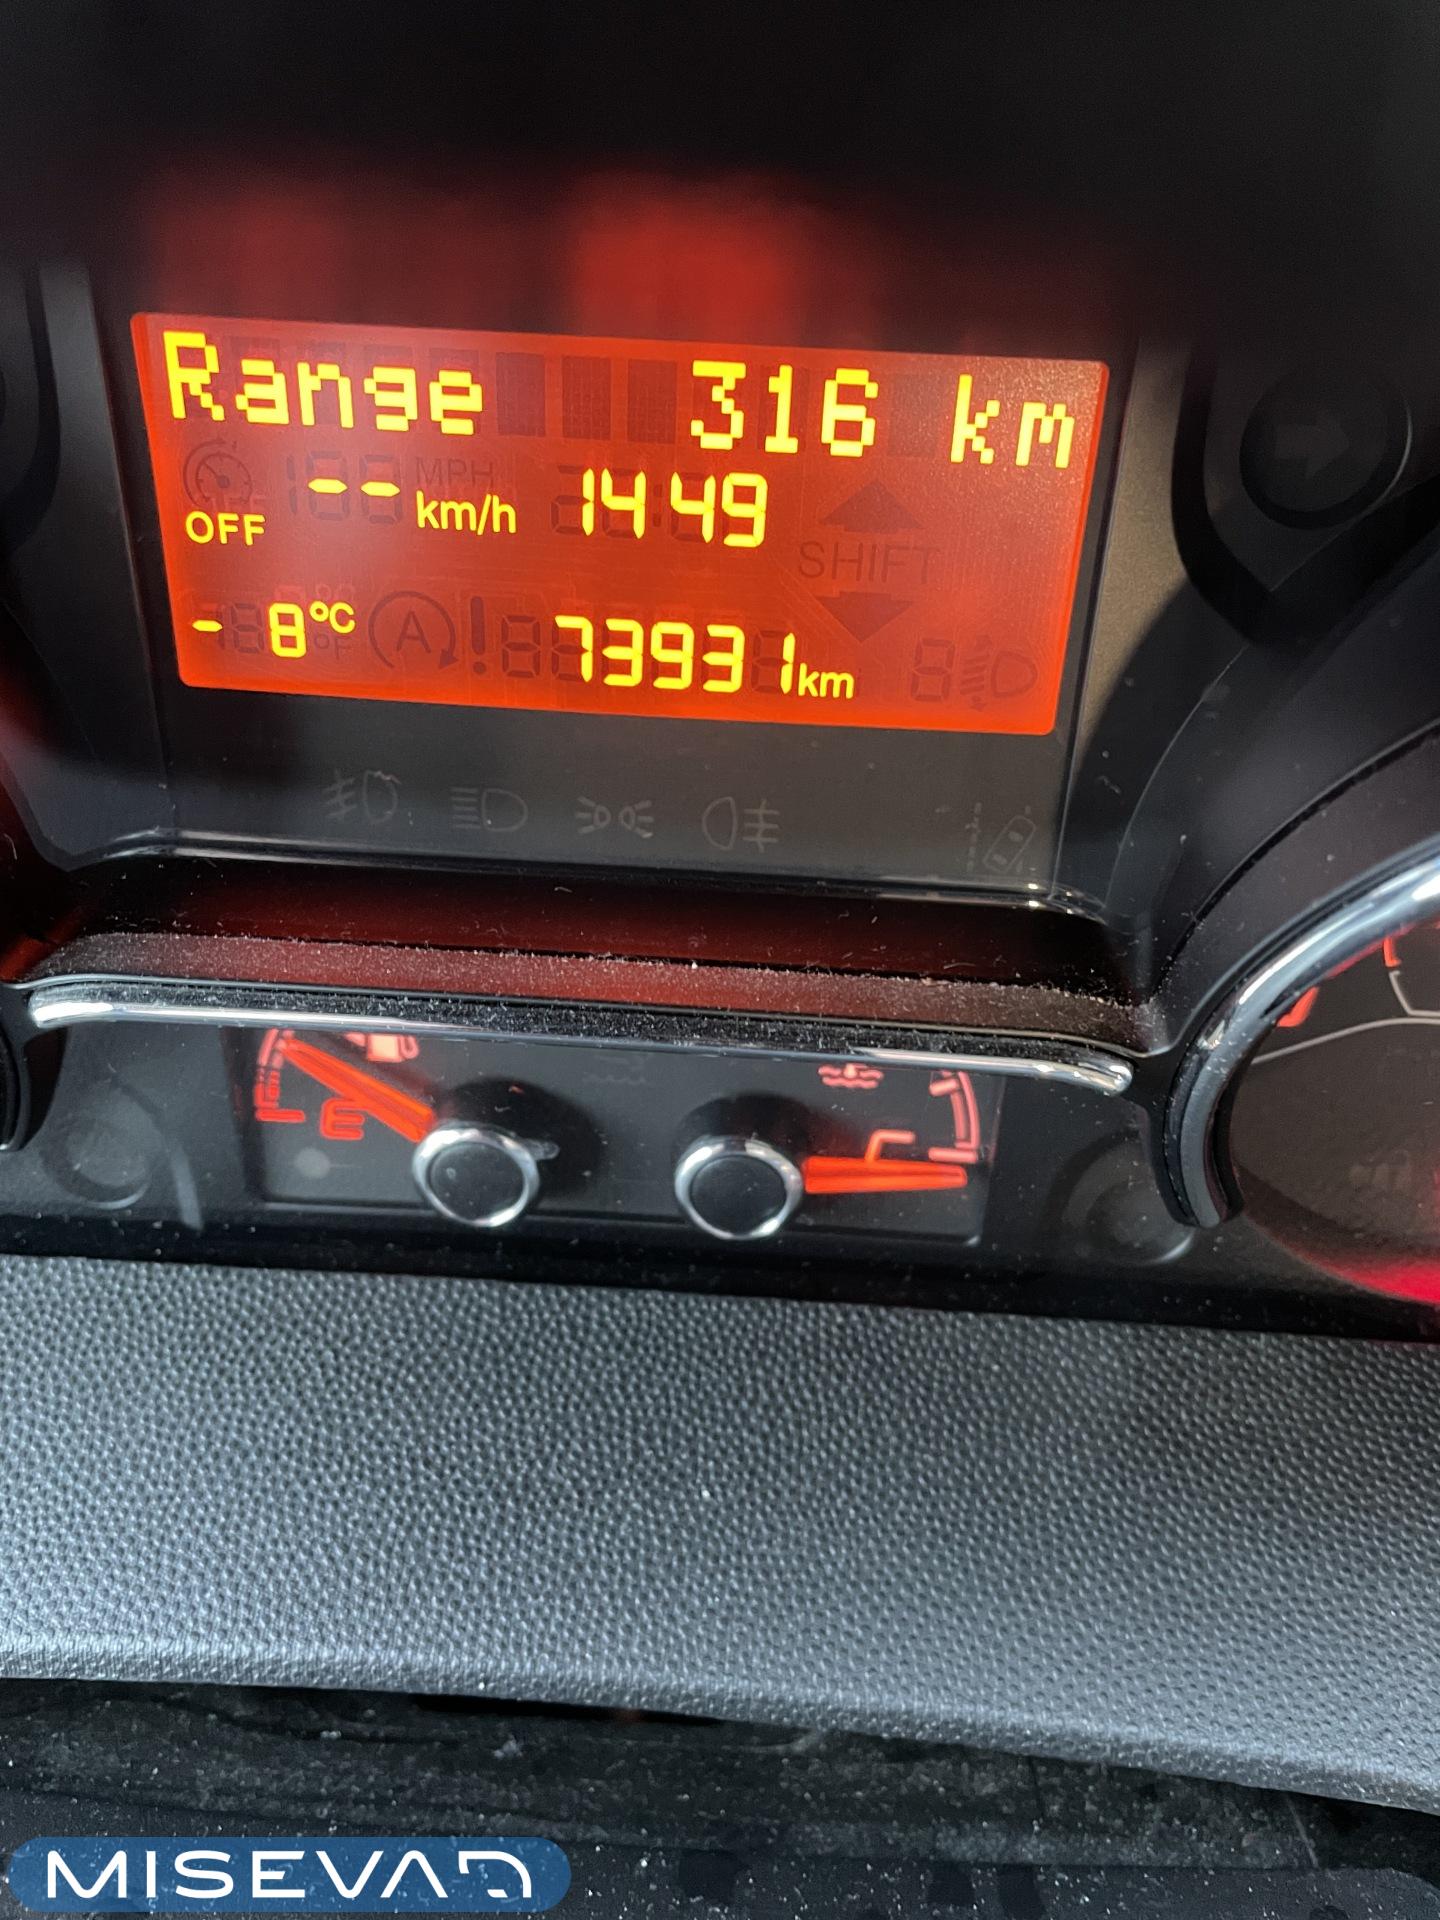 Range 316 km
OFF -- km/h 14 49
SHIFT
- 8°C 73931 km
E
C
MISEVAD